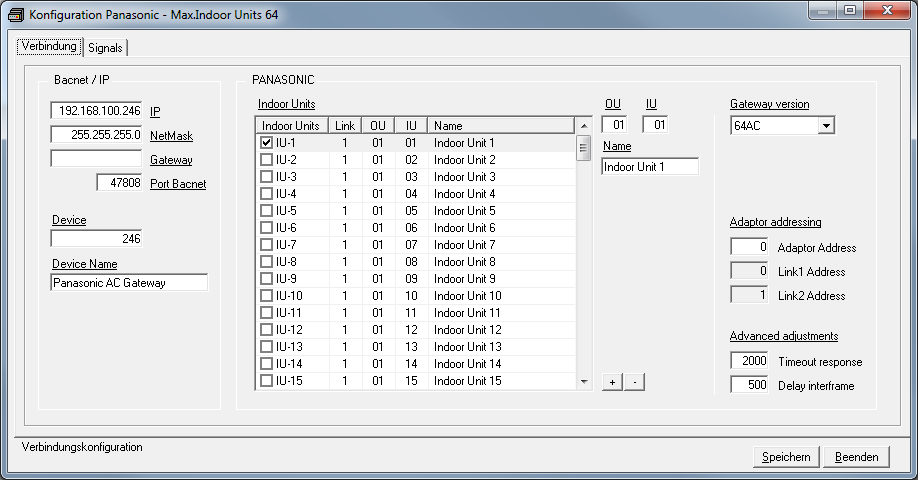 Konfiguration Panasonic - Max.Indoor Units 64
Verbindung Signals
Bacnet / IP
192.168.100.246 IP
255.255.255.0 NetMask
Gateway
47808 Port Bacnet
Device
246
Device Name
Panasonic AC Gateway
PANASONIC
Indoor Units
Indoor Units Link OU IU Name
IU-1 1 01 01 Indoor Unit 1
IU-2 1 01 02 Indoor Unit 2
IU-3 1 01 03 Indoor Unit 3
IU-4 1 01 04 Indoor Unit 4
IU-5 1 01 05 Indoor Unit 5
IU-6 1 01 06 Indoor Unit 6
IU-7 1 01 07 Indoor Unit 7
IU-8 1 01 08 Indoor Unit 8
IU-9 1 01 09 Indoor Unit 9
IU-10 1 01 10 Indoor Unit 10
IU-11 1 01 11 Indoor Unit 11
IU-12 1 01 12 Indoor Unit 12
IU-13 1 01 13 Indoor Unit 13
IU-14 1 01 14 Indoor Unit 14
IU-15 1 01 15 Indoor Unit 15
OU IU
01 01
Name
Indoor Unit 1
+ -
Gateway version
64AC
Adaptor addressing
0 Adaptor Address
0 Link1 Address
1 Link2 Address
Advanced adjustments
2000 Timeout response
500 Delay interframe
Verbindungskonfiguration
Speichern Beenden